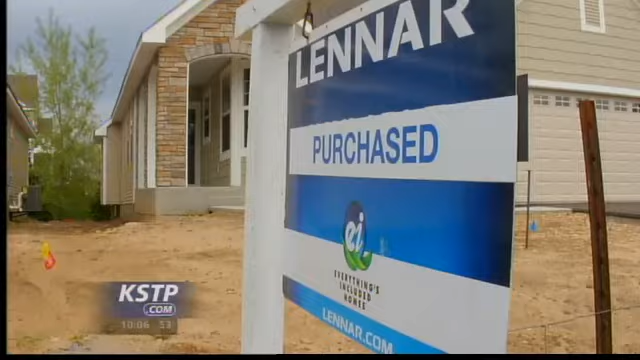 LENNAR
PURCHASED
ei
EVERYTHING'S
INCLUDED
HOMES
LENNAR.COM
KSTP
.COM
10:06 53